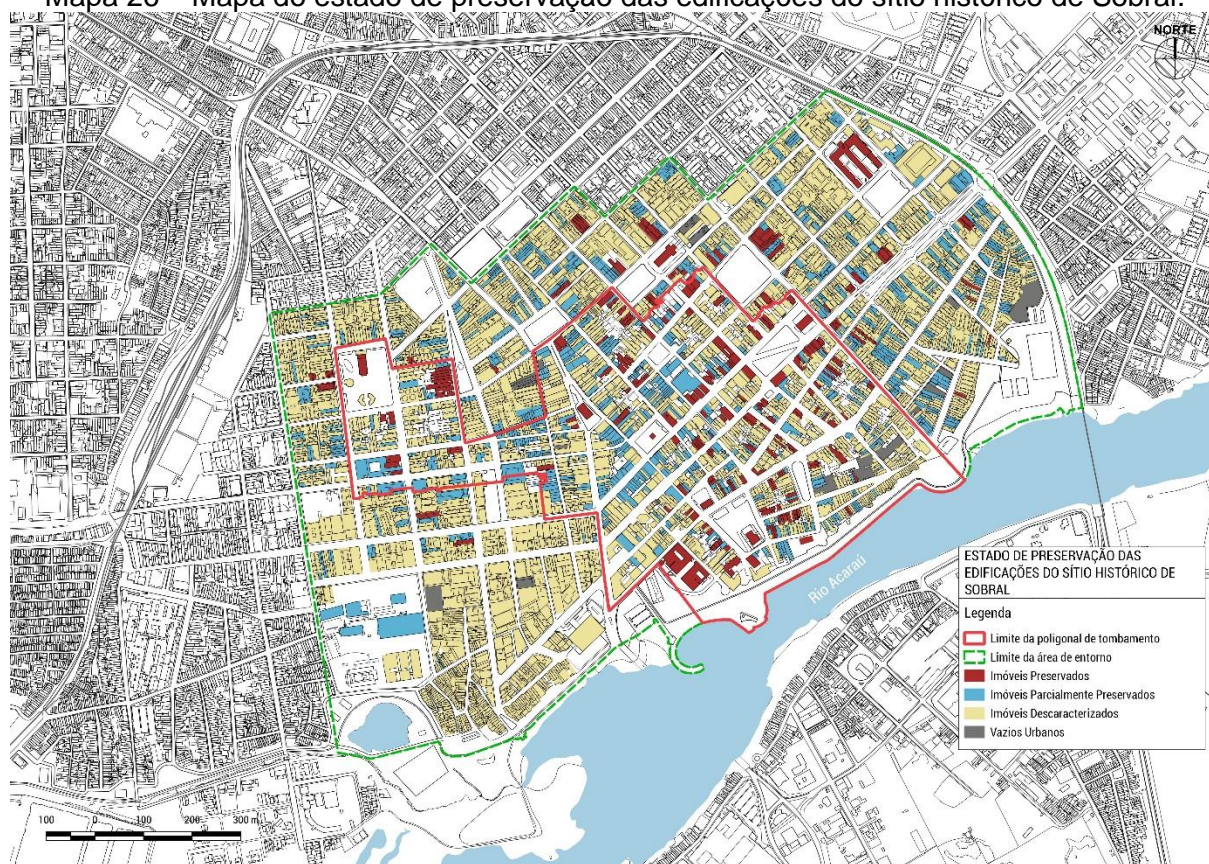 Mapa 20 – Mapa do estado de preservação das edificações do sítio histórico de Sobral.
NORTE
Rio Acaraú
ESTADO DE PRESERVAÇÃO DAS
EDIFICAÇÕES DO SÍTIO HISTÓRICO DE
SOBRAL
Legenda
Limite da poligonal de tombamento
Limite da área de entorno
Imóveis Preservados
Imóveis Parcialmente Preservados
Imóveis Descaracterizados
Vazios Urbanos
100 0 100 200 300 m